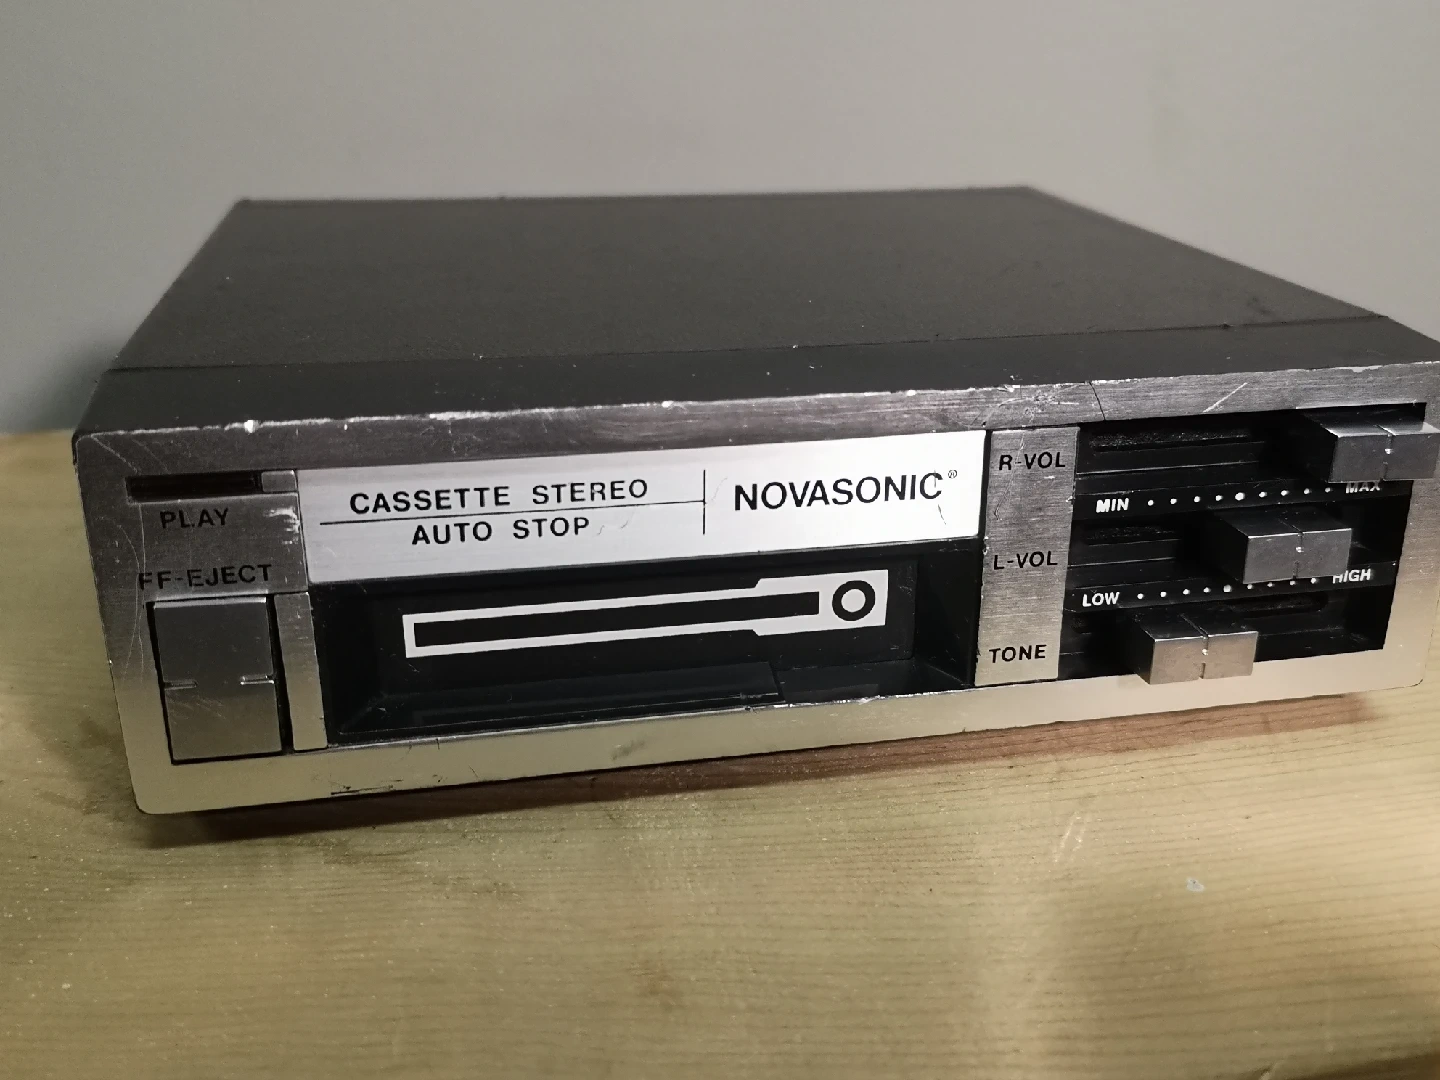 PLAY
FF-EJECT
CASSETTE STEREO
AUTO STOP
NOVASONIC®
R-VOL
MIN MAX
L-VOL
LOW HIGH
TONE